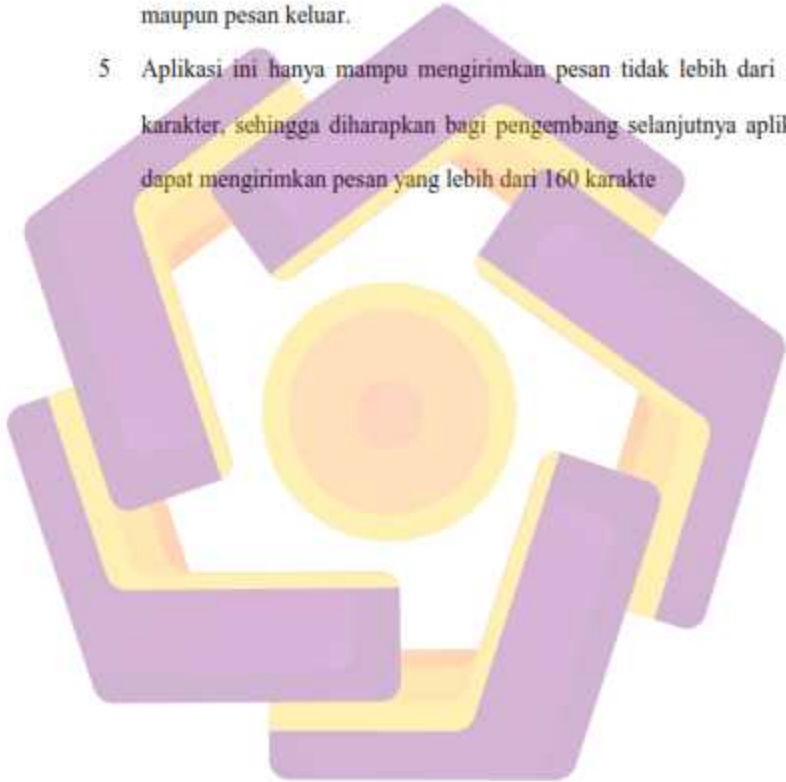 maupun pesan keluar.
5 Aplikasi ini hanya mampu mengirimkan pesan tidak lebih dari
karakter, sehingga diharapkan bagi pengembang selanjutnya
dapat mengirimkan pesan yang lebih dari 160 karakte